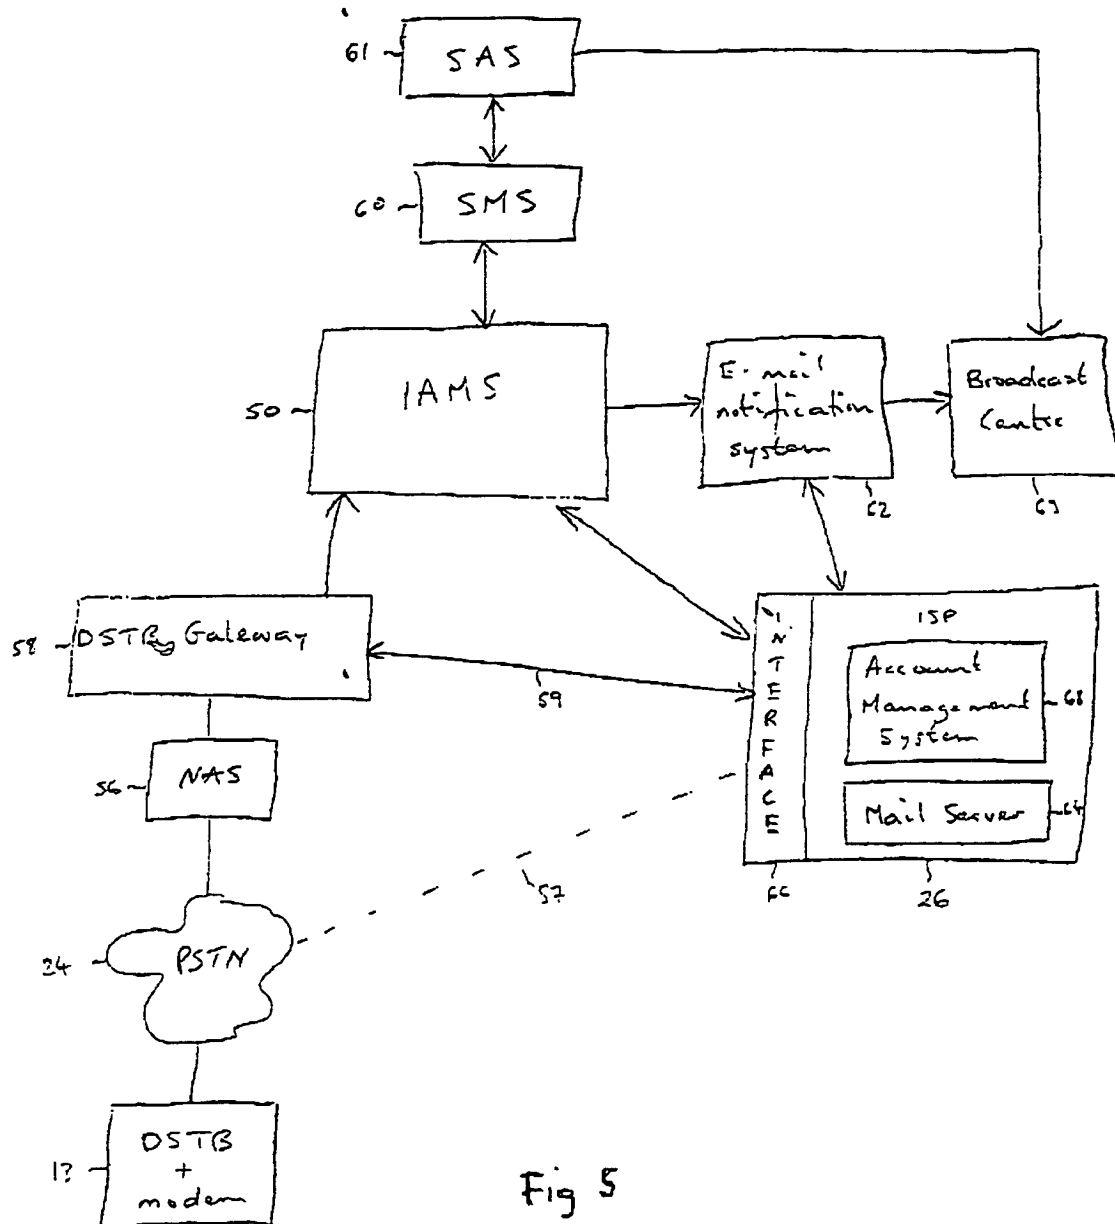 61
SAS
60
SMS
50
IAMS
E-mail
notification
system
62
Broadcast
Centre
63
58
DSTB Gateway
59
INTERFACE
ISP
Account
Management
System
68
Mail Server
64
66
26
56
NAS
57
24
PSTN
DSTB
+
modem
Fig 5